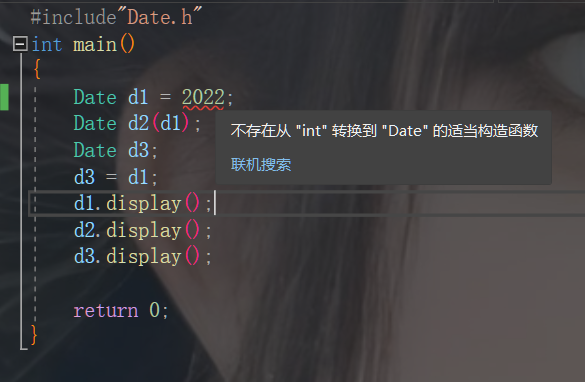 #include"Date.h"
int main()
{
Date d1 = 2022;
Date d2(d1);
不存在从 "int" 转换到 "Date" 的适当构造函数
Date d3;
联机搜索
d3 = d1;
d1.display();
d2.display();
d3.display();
return 0;
}